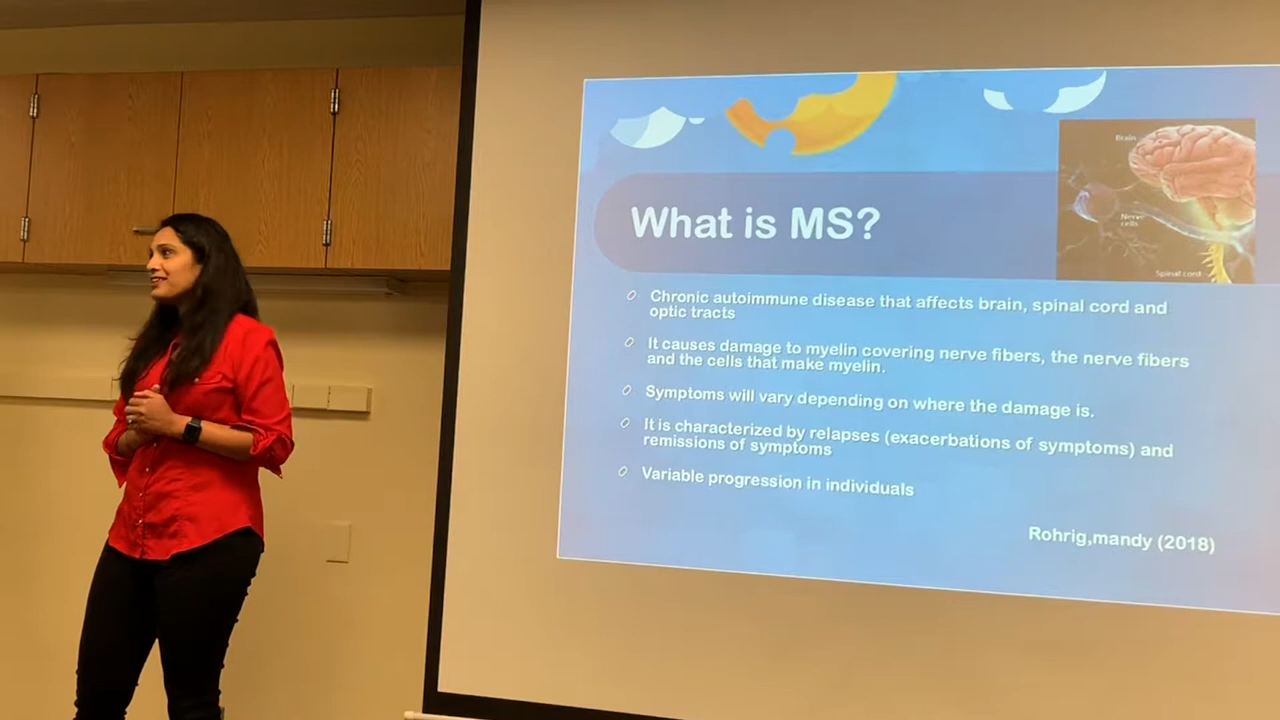 What is MS?
Brain
Nerve
cells
Spinal cord
Chronic autoimmune disease that affects brain, spinal cord and
optic tracts
It causes damage to myelin covering nerve fibers, the nerve fibers
and the cells that make myelin.
Symptoms will vary depending on where the damage is.
It is characterized by relapses (exacerbations of symptoms) and
remissions of symptoms
Variable progression in individuals
Rohrig,mandy (2018)